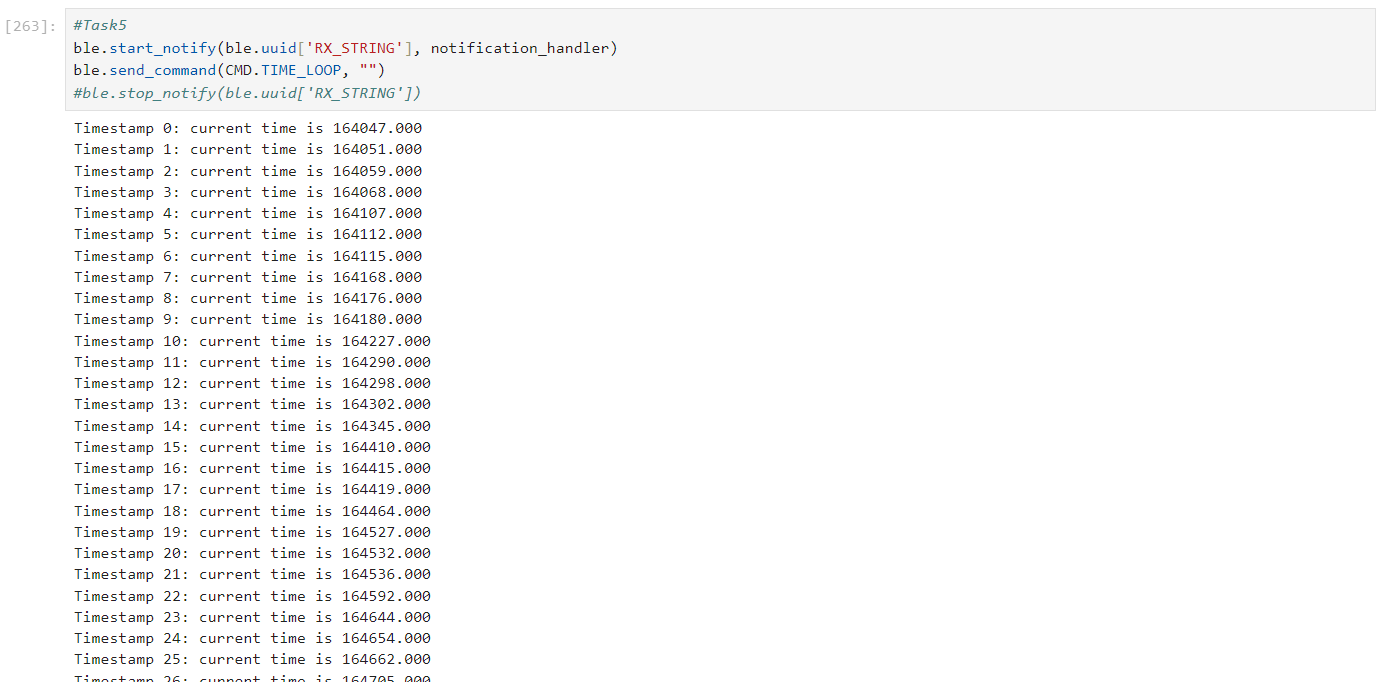 [263]:
#Task5
ble.start_notify(ble.uuid['RX_STRING'], notification_handler)
ble.send_command(CMD.TIME_LOOP, "")
#ble.stop_notify(ble.uuid['RX_STRING'])
Timestamp 0: current time is 164047.000
Timestamp 1: current time is 164051.000
Timestamp 2: current time is 164059.000
Timestamp 3: current time is 164068.000
Timestamp 4: current time is 164107.000
Timestamp 5: current time is 164112.000
Timestamp 6: current time is 164115.000
Timestamp 7: current time is 164168.000
Timestamp 8: current time is 164176.000
Timestamp 9: current time is 164180.000
Timestamp 10: current time is 164227.000
Timestamp 11: current time is 164290.000
Timestamp 12: current time is 164298.000
Timestamp 13: current time is 164302.000
Timestamp 14: current time is 164345.000
Timestamp 15: current time is 164410.000
Timestamp 16: current time is 164415.000
Timestamp 17: current time is 164419.000
Timestamp 18: current time is 164464.000
Timestamp 19: current time is 164527.000
Timestamp 20: current time is 164532.000
Timestamp 21: current time is 164536.000
Timestamp 22: current time is 164592.000
Timestamp 23: current time is 164644.000
Timestamp 24: current time is 164654.000
Timestamp 25: current time is 164662.000
Timestamp 26: current time is 164705.000